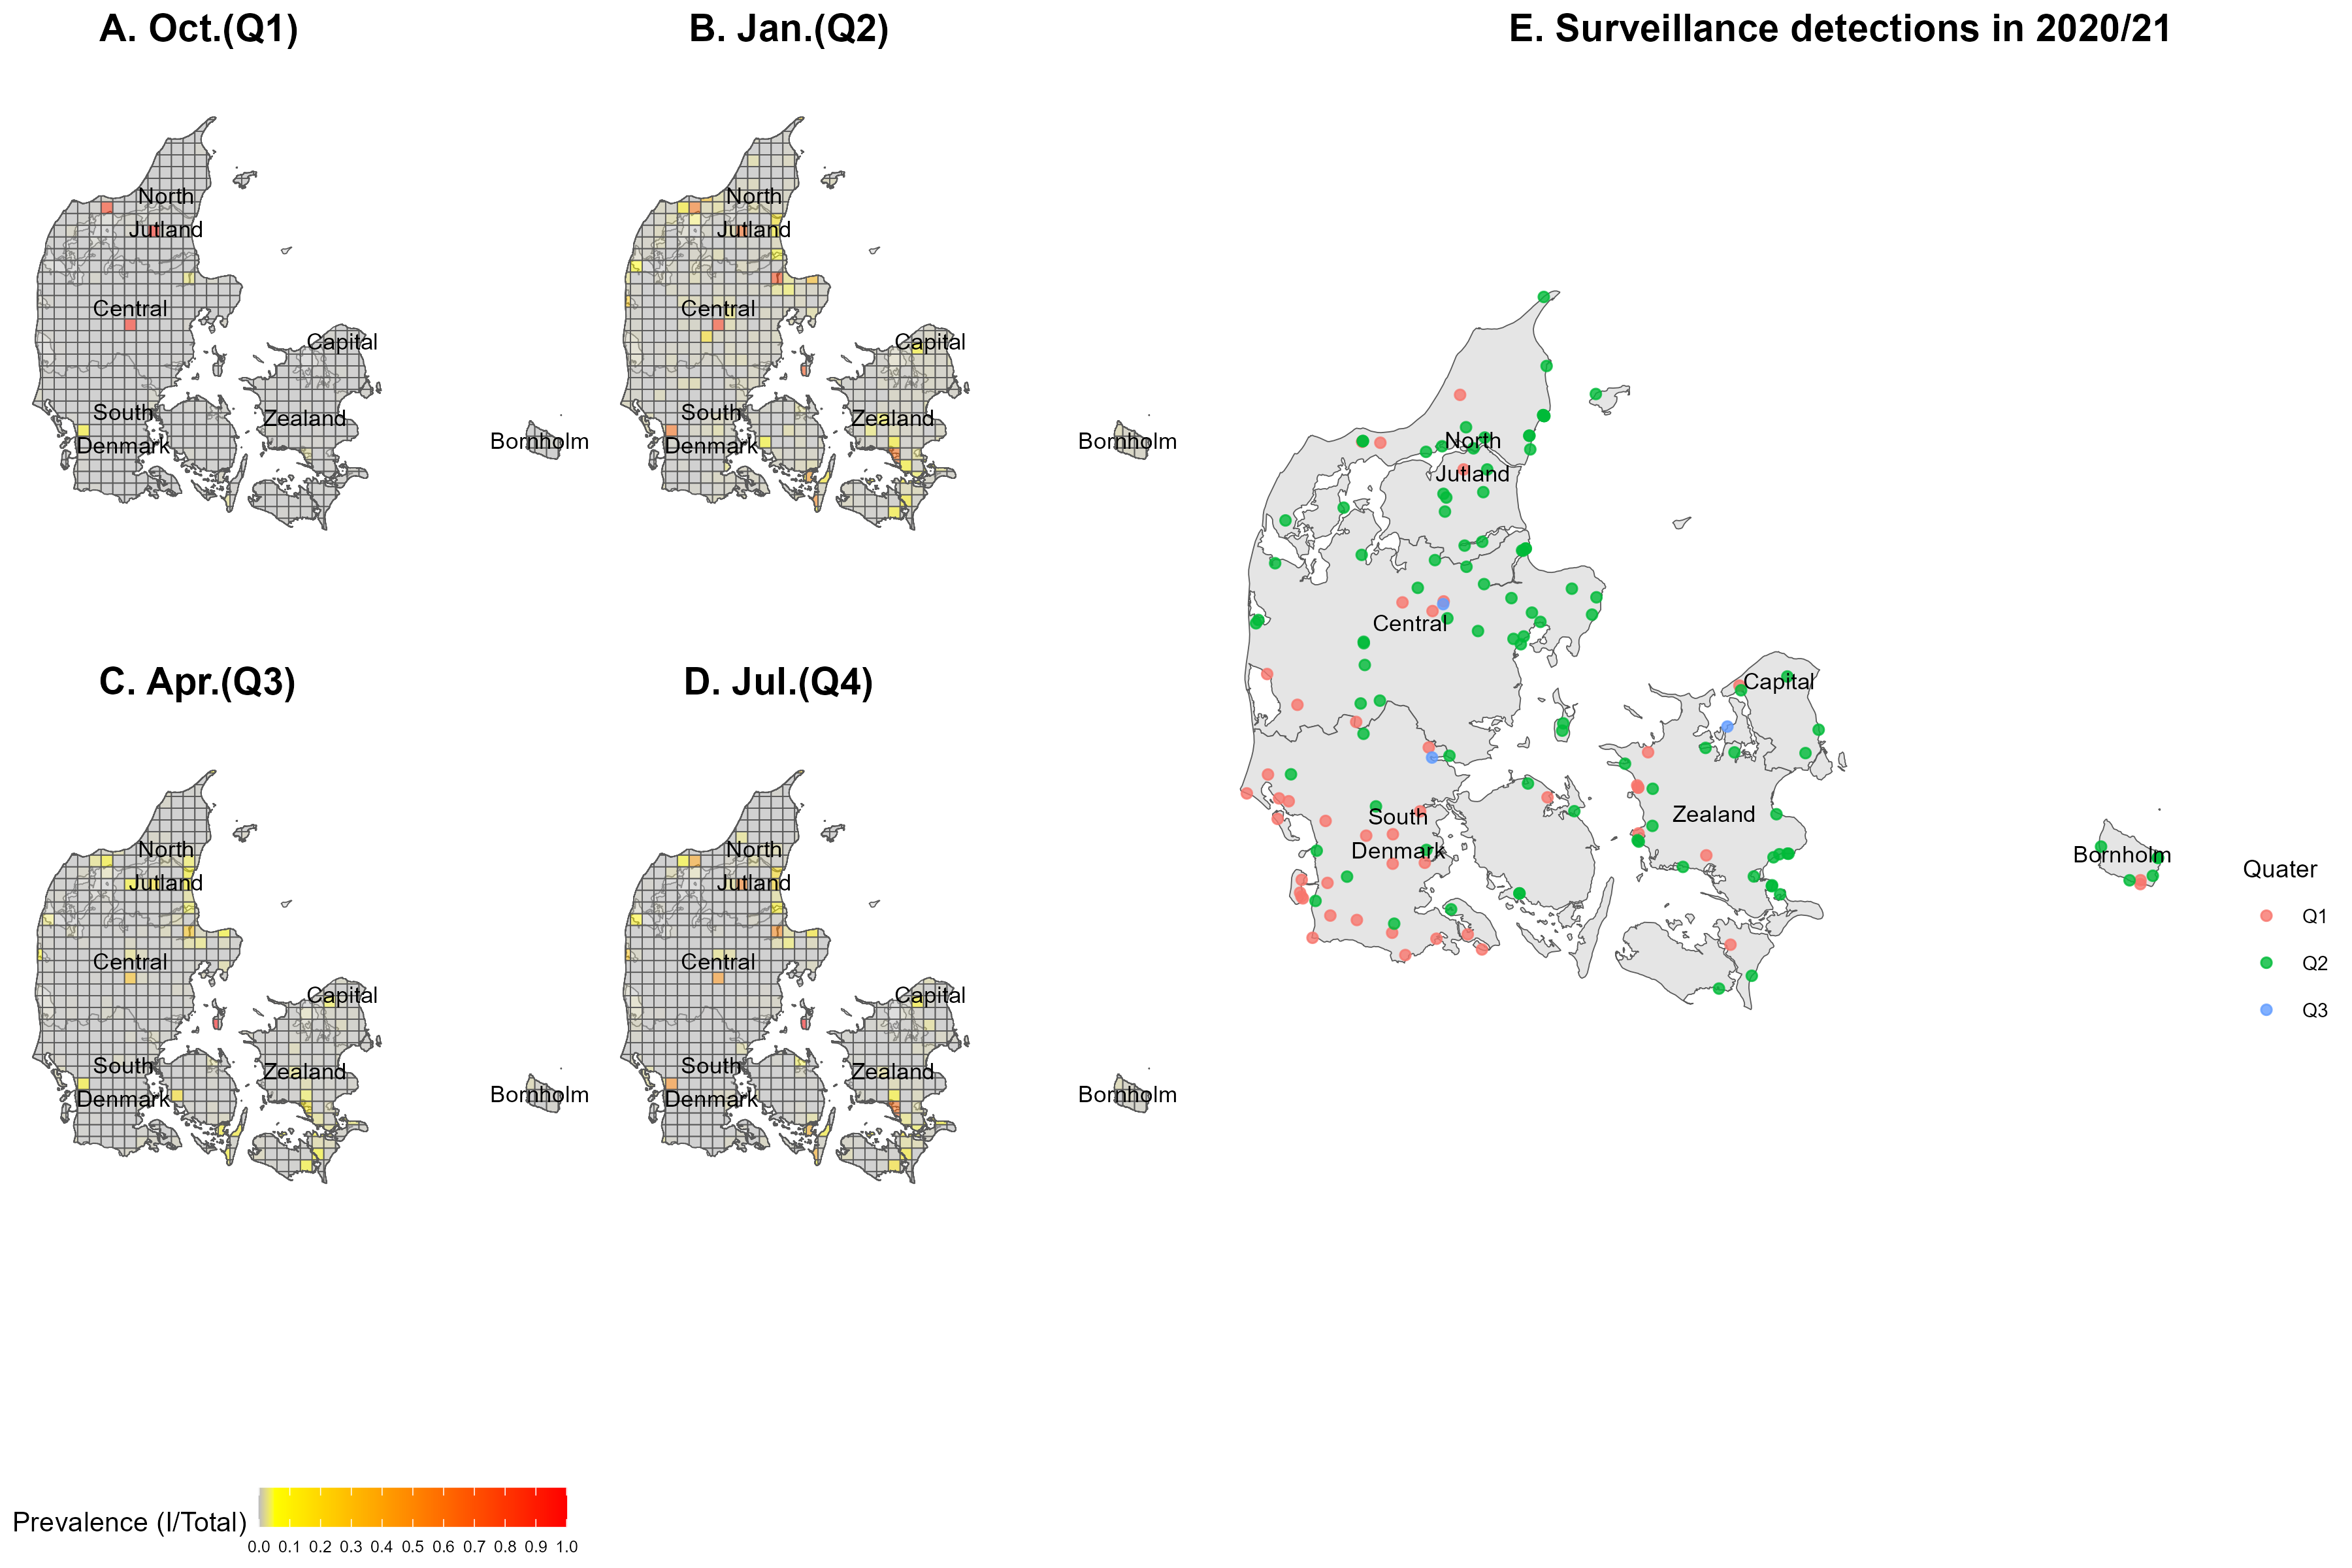 A. Oct.(Q1)
B. Jan.(Q2)
E. Surveillance detections in 2020/21
North
Jutland
Central
Capital
South
Denmark
Zealand
Bornholm
North
Jutland
Central
Capital
South
Denmark
Zealand
Bornholm
North
Jutland
Central
Capital
South
Denmark
Zealand
Bornholm
Quater
Q1
Q2
Q3
C. Apr.(Q3)
D. Jul.(Q4)
North
Jutland
Central
Capital
South
Denmark
Zealand
Bornholm
North
Jutland
Central
Capital
South
Denmark
Zealand
Bornholm
Prevalence (I/Total)
0.0 0.1 0.2 0.3 0.4 0.5 0.6 0.7 0.8 0.9 1.0